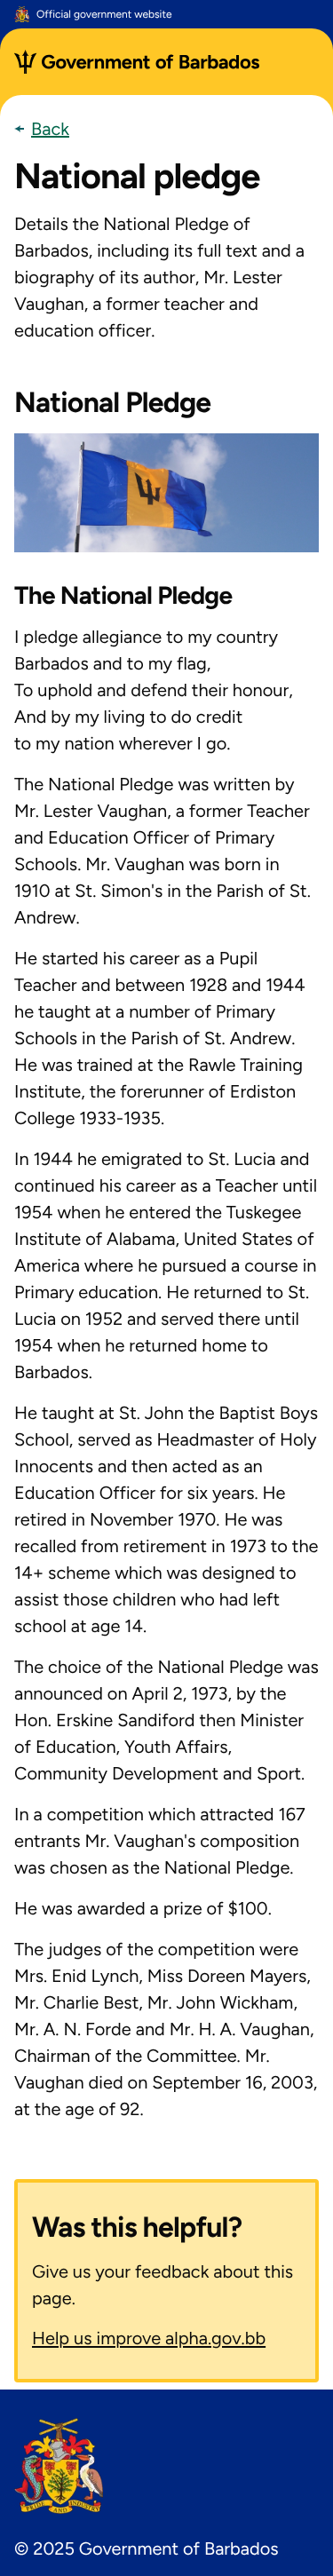 Official government website
Government of Barbados
Back
National pledge
Details the National Pledge of
Barbados, including its full text and a
biography of its author, Mr. Lester
Vaughan, a former teacher and
education officer.
National Pledge
The National Pledge
I pledge allegiance to my country
Barbados and to my flag,
To uphold and defend their honour,
And by my living to do credit
to my nation wherever I go.
The National Pledge was written by
Mr. Lester Vaughan, a former Teacher
and Education Officer of Primary
Schools. Mr. Vaughan was born in
1910 at St. Simon's in the Parish of St.
Andrew.
He started his career as a Pupil
Teacher and between 1928 and 1944
he taught at a number of Primary
Schools in the Parish of St. Andrew.
He was trained at the Rawle Training
Institute, the forerunner of Erdiston
College 1933-1935.
In 1944 he emigrated to St. Lucia and
continued his career as a Teacher until
1954 when he entered the Tuskegee
Institute of Alabama, United States of
America where he pursued a course in
Primary education. He returned to St.
Lucia on 1952 and served there until
1954 when he returned home to
Barbados.
He taught at St. John the Baptist Boys
School, served as Headmaster of Holy
Innocents and then acted as an
Education Officer for six years. He
retired in November 1970. He was
recalled from retirement in 1973 to the
14+ scheme which was designed to
assist those children who had left
school at age 14.
The choice of the National Pledge was
announced on April 2, 1973, by the
Hon. Erskine Sandiford then Minister
of Education, Youth Affairs,
Community Development and Sport.
In a competition which attracted 167
entrants Mr. Vaughan's composition
was chosen as the National Pledge.
He was awarded a prize of $100.
The judges of the competition were
Mrs. Enid Lynch, Miss Doreen Mayers,
Mr. Charlie Best, Mr. John Wickham,
Mr. A. N. Forde and Mr. H. A. Vaughan,
Chairman of the Committee. Mr.
Vaughan died on September 16, 2003,
at the age of 92.
Was this helpful?
Give us your feedback about this
page.
Help us improve alpha.gov.bb
PRIDE AND INDUSTRY
© 2025 Government of Barbados